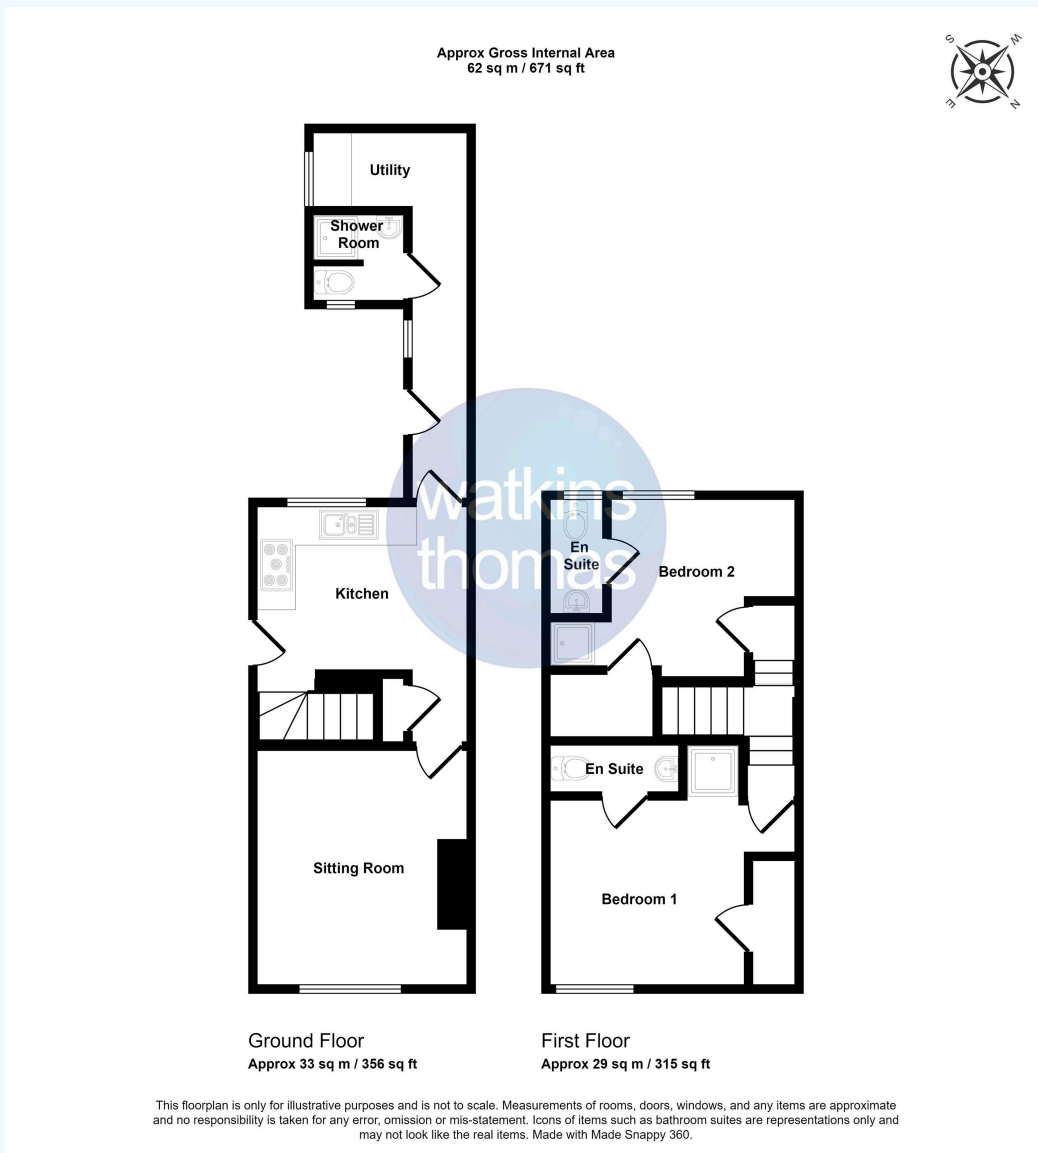 Approx Gross Internal Area
62 sq m / 671 sq ft
S
W
E
N
Utility
Shower
Room
watkins
thomas
En
Suite
Bedroom 2
Kitchen
En Suite
Sitting Room
Bedroom 1
Ground Floor
Approx 33 sq m / 356 sq ft
First Floor
Approx 29 sq m / 315 sq ft
This floorplan is only for illustrative purposes and is not to scale. Measurements of rooms, doors, windows, and any items are approximate
and no responsibility is taken for any error, omission or mis-statement. Icons of items such as bathroom suites are representations only and
may not look like the real items. Made with Made Snappy 360.